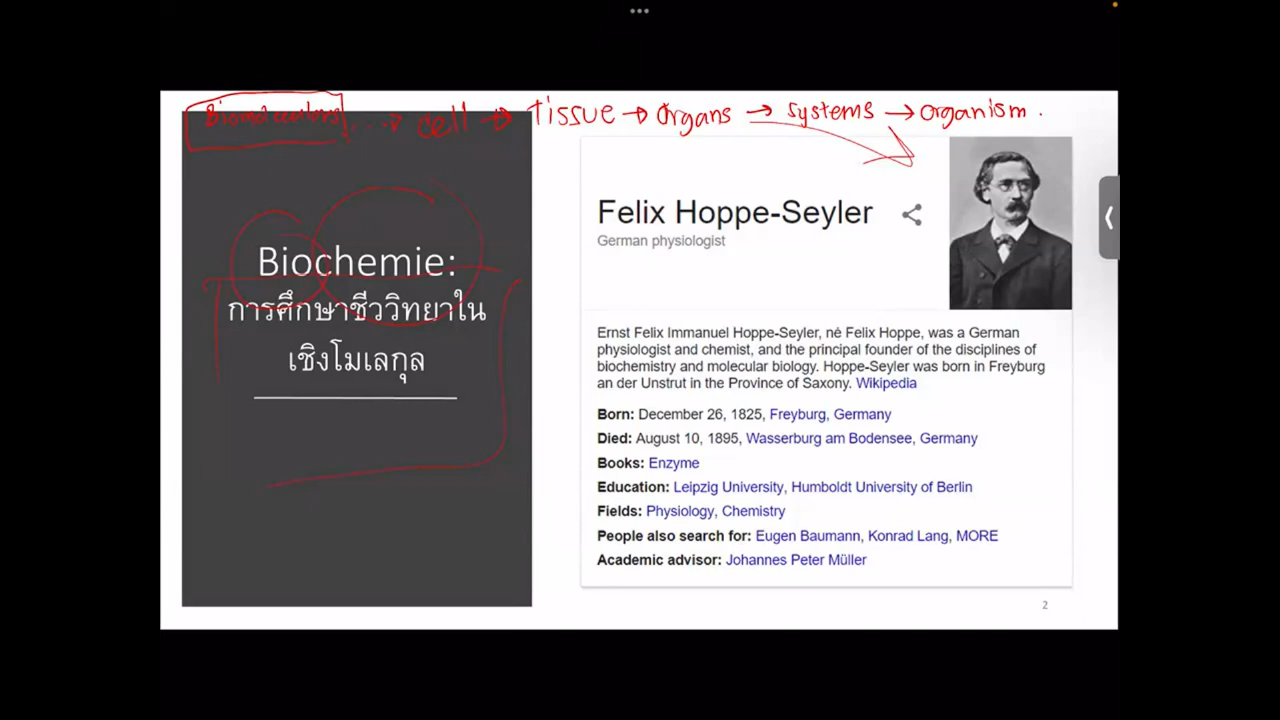 Biomolecules ...→ cell → Tissue → Organs → systems → organism .
Biochemie:
การศึกษาชีววิทยาใน
เชิงโมเลกุล
Felix Hoppe-Seyler
German physiologist
Ernst Felix Immanuel Hoppe-Seyler, né Felix Hoppe, was a German
physiologist and chemist, and the principal founder of the disciplines of
biochemistry and molecular biology. Hoppe-Seyler was born in Freyburg
an der Unstrut in the Province of Saxony. Wikipedia
Born: December 26, 1825, Freyburg, Germany
Died: August 10, 1895, Wasserburg am Bodensee, Germany
Books: Enzyme
Education: Leipzig University, Humboldt University of Berlin
Fields: Physiology, Chemistry
People also search for: Eugen Baumann, Konrad Lang, MORE
Academic advisor: Johannes Peter Müller
2